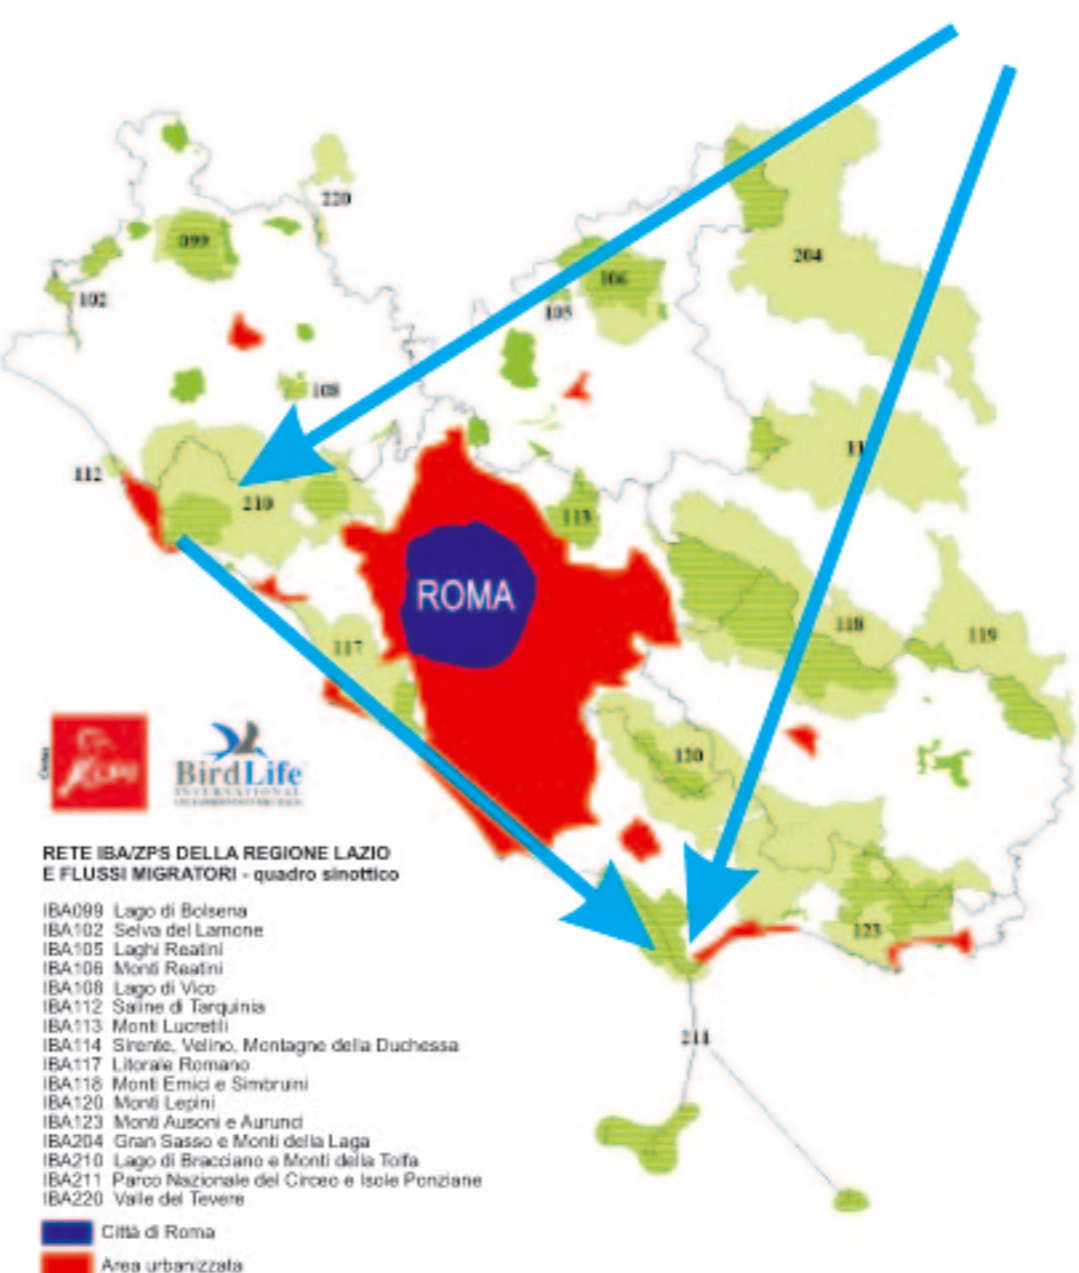 220
099
102
204
106
105
108
112
210
113
ROMA
118
119
117
120
123
211
BirdLife
INTERNATIONAL
RETE IBA/ZPS DELLA REGIONE LAZIO
E FLUSSI MIGRATORI - quadro sinottico
IBA099 Lago di Bolsena
IBA102 Selva del Lamone
IBA105 Laghi Reatini
IBA106 Monti Reatini
IBA108 Lago di Vico
IBA112 Saline di Tarquinia
IBA113 Monti Lucretili
IBA114 Sirente, Velino, Montagne della Duchessa
IBA117 Litorale Romano
IBA118 Monti Ernici e Simbruini
IBA120 Monti Lepini
IBA123 Monti Ausoni e Aurunci
IBA204 Gran Sasso e Monti della Laga
IBA210 Lago di Bracciano e Monti della Tolfa
IBA211 Parco Nazionale del Circeo e Isole Ponziane
IBA220 Valle del Tevere
Città di Roma
Area urbanizzata